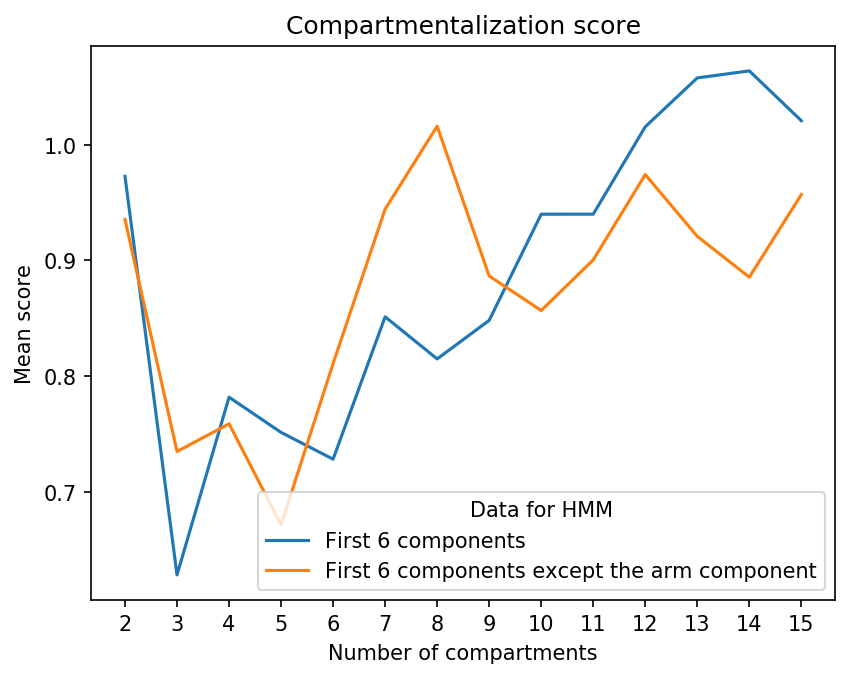 Compartmentalization score
Mean score
1.0
0.9
0.8
0.7
Data for HMM
First 6 components
First 6 components except the arm component
2 3 4 5 6 7 8 9 10 11 12 13 14 15
Number of compartments